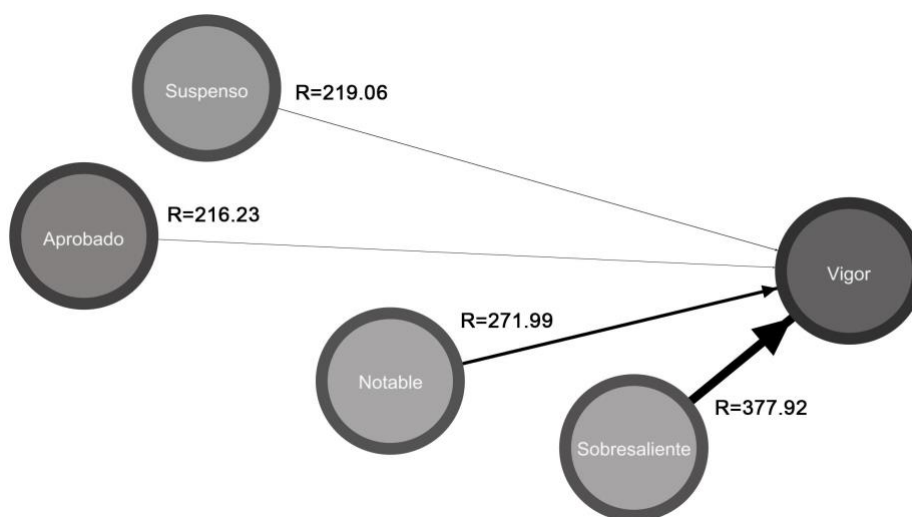 Suspenso
R=219.06
R=216.23
Aprobado
Vigor
R=271.99
Notable
R=377.92
Sobresaliente